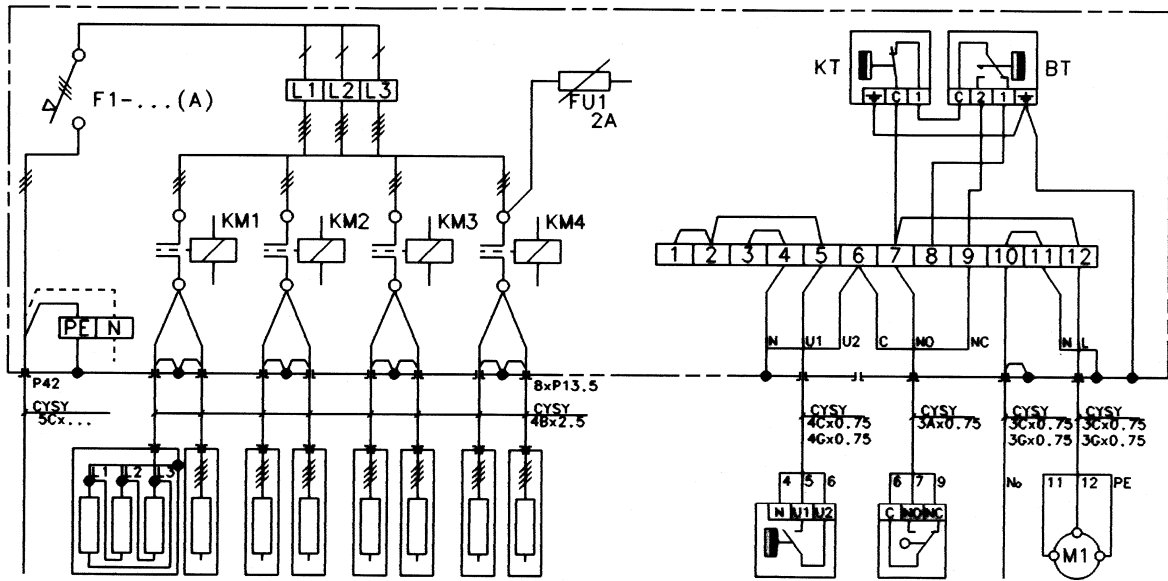 KT
BT
C 1
C 2 1
F1-...(A)
L1 L2 L3
FU1
2A
KM1
KM2
KM3
KM4
1 2 3 4 5 6 7 8 9 10 11 12
PE N
N U1 U2 C NO NC N L
P42
8xP13.5
CYSY
5Cx...
CYSY
4Bx2.5
CYSY
4Cx0.75
4Gx0.75
CYSY
3Ax0.75
CYSY
3Cx0.75
3Gx0.75
CYSY
3Cx0.75
3Gx0.75
L1 L2 L3
4 5 6
6 7 9
No
11 12 PE
N U1 U2
C NO NC
M1